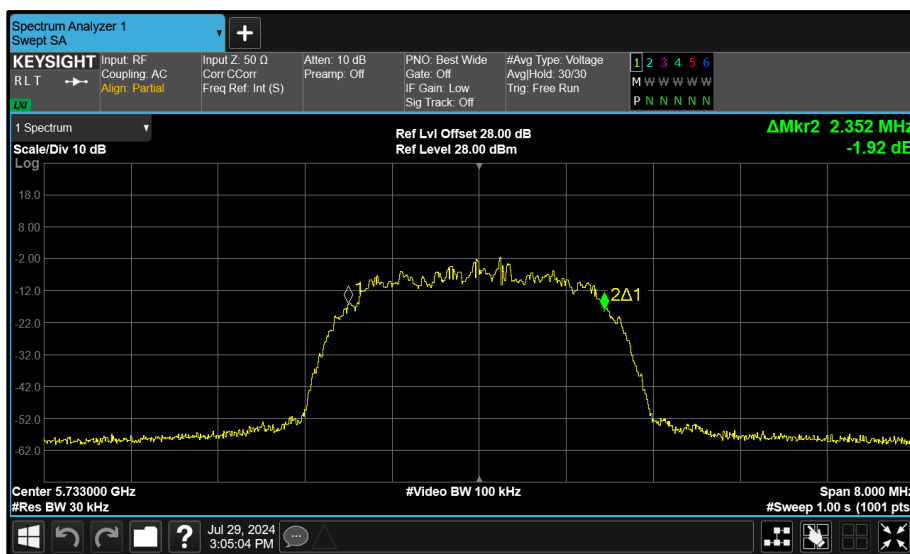 Spectrum Analyzer 1
Swept SA
+
KEYSIGHT
RLT
LXI
Input: RF
Coupling: AC
Align: Partial
Input Z: 50 Ω
Corr CCorr
Freq Ref: Int (S)
Atten: 10 dB
Preamp: Off
PNO: Best Wide
Gate: Off
IF Gain: Low
Sig Track: Off
#Avg Type: Voltage
Avg|Hold: 30/30
Trig: Free Run
1 2 3 4 5 6
M W W W W W
P N N N N N
1 Spectrum
Scale/Div 10 dB
Ref Lvl Offset 28.00 dB
Ref Level 28.00 dBm
ΔMkr2 2.352 MHz
-1.92 dB
Log
18.0
8.00
-2.00
-12.0
-22.0
-32.0
-42.0
-52.0
-62.0
1
2Δ1
Center 5.733000 GHz
#Res BW 30 kHz
#Video BW 100 kHz
Span 8.000 MHz
#Sweep 1.00 s (1001 pts
?
Jul 29, 2024
3:05:04 PM